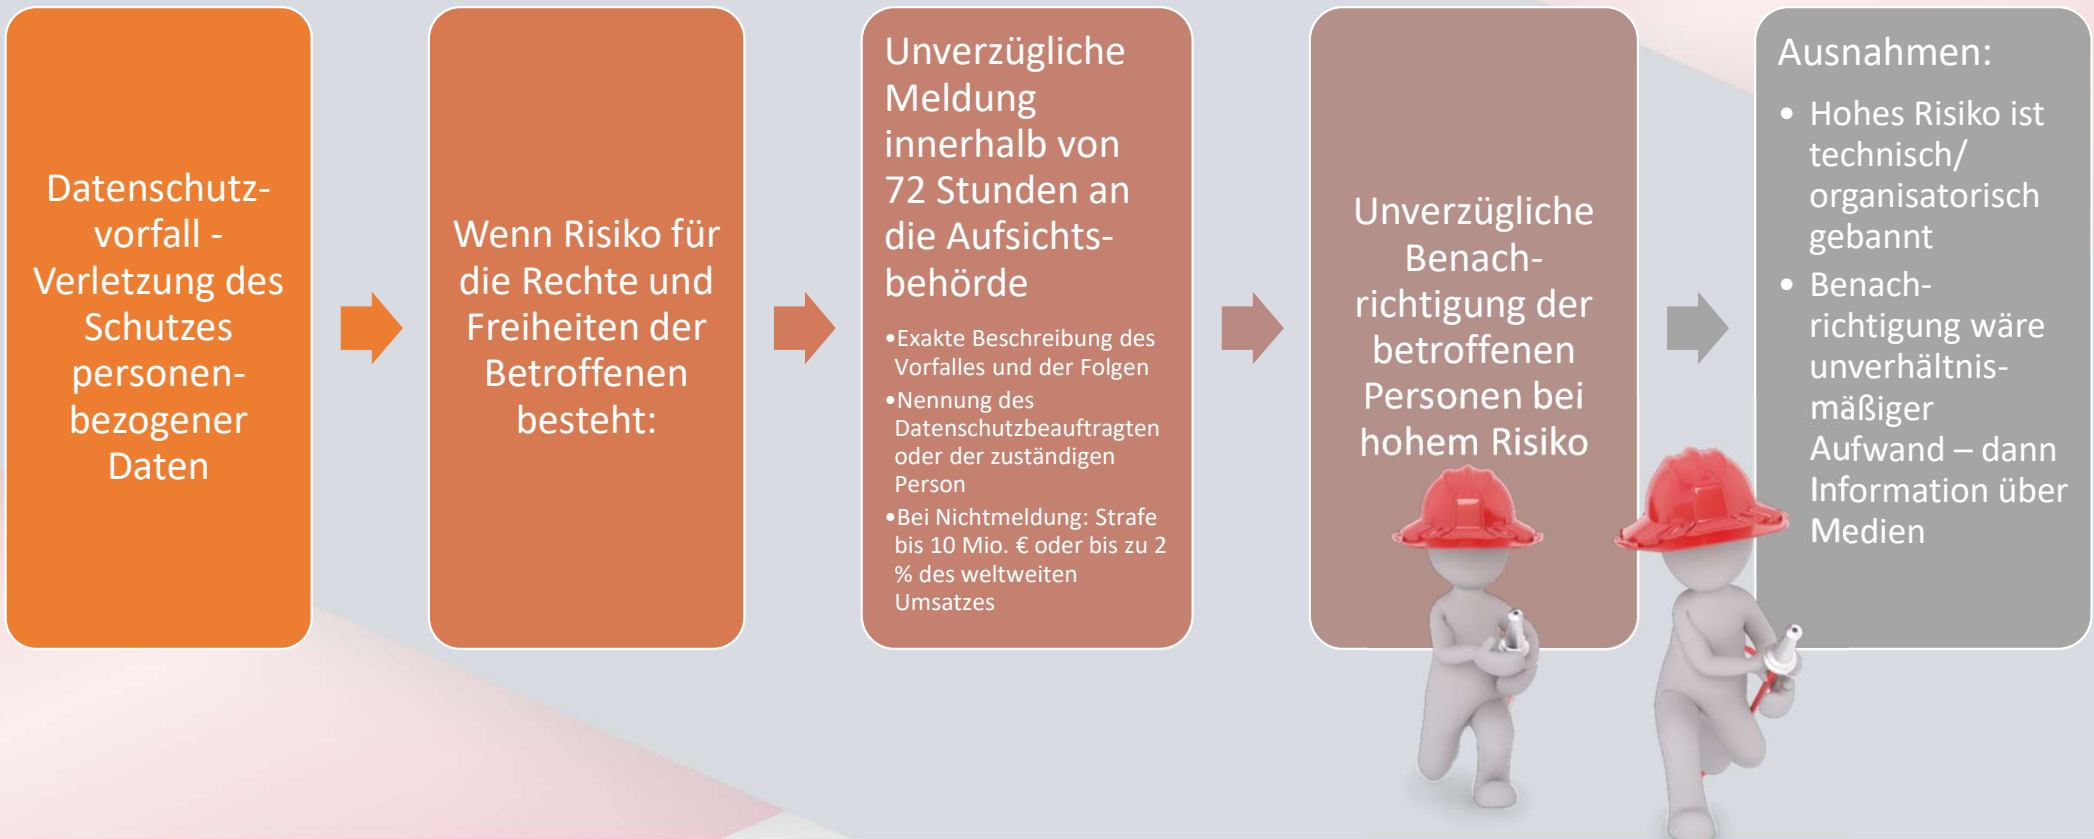 Datenschutz-
vorfall -
Verletzung des
Schutzes
personen-
bezogener
Daten
Wenn Risiko für
die Rechte und
Freiheiten der
Betroffenen
besteht:
Unverzügliche
Meldung
innerhalb von
72 Stunden an
die Aufsichts-
behörde
•Exakte Beschreibung des
Vorfalles und der Folgen
•Nennung des
Datenschutzbeauftragten
oder der zuständigen
Person
•Bei Nichtmeldung: Strafe
bis 10 Mio. € oder bis zu 2
% des weltweiten
Umsatzes
Unverzügliche
Benach-
richtigung der
betroffenen
Personen bei
hohem Risiko
Ausnahmen:
• Hohes Risiko ist
technisch/
organisatorisch
gebannt
• Benach-
richtigung wäre
unverhältnis-
mäßiger
Aufwand – dann
Information über
Medien